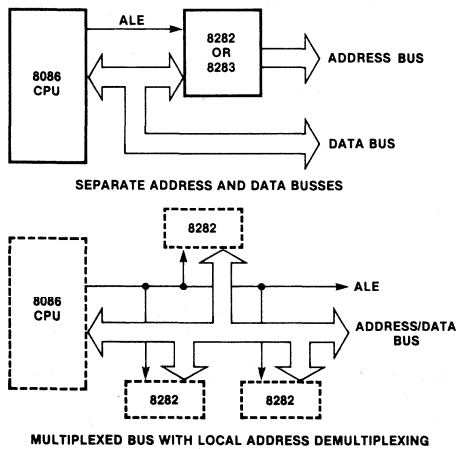 ALE
8086
CPU
8282
OR
8283
ADDRESS BUS
DATA BUS
SEPARATE ADDRESS AND DATA BUSSES
8282
8086
CPU
ALE
ADDRESS/DATA
BUS
8282
8282
MULTIPLEXED BUS WITH LOCAL ADDRESS DEMULTIPLEXING